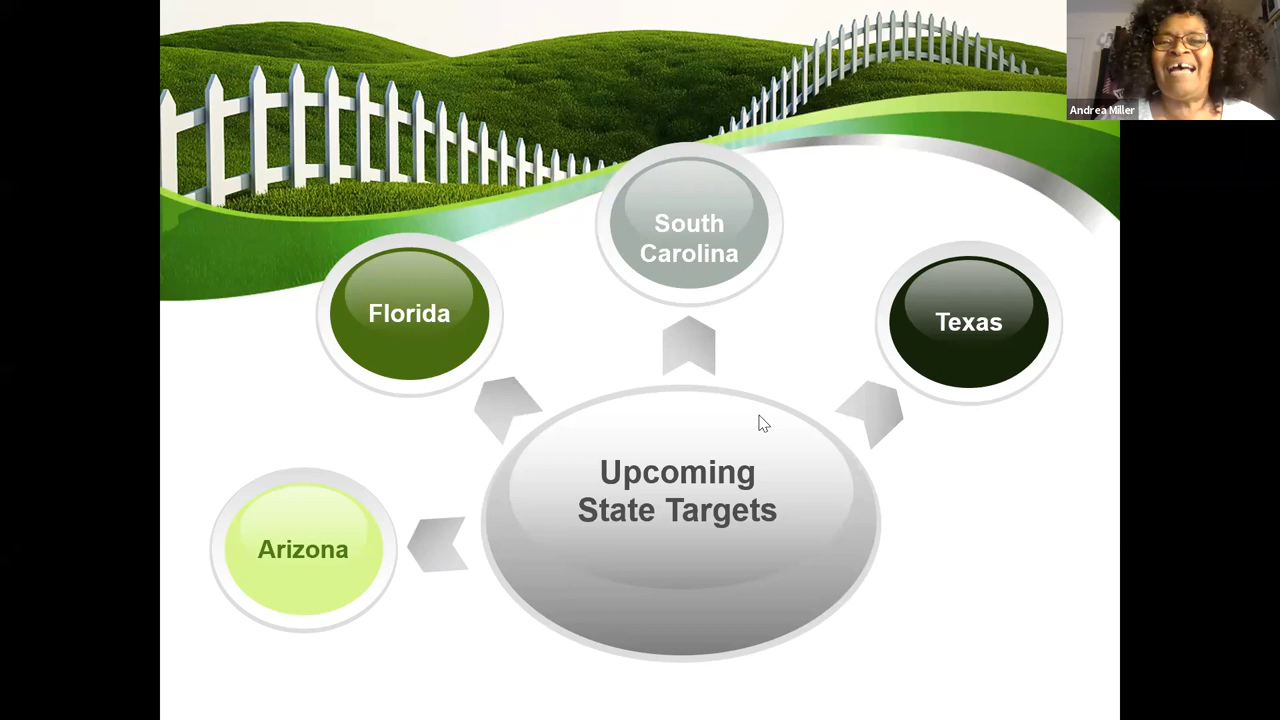 Andrea Miller
South
Carolina
Florida
Texas
Upcoming
State Targets
Arizona